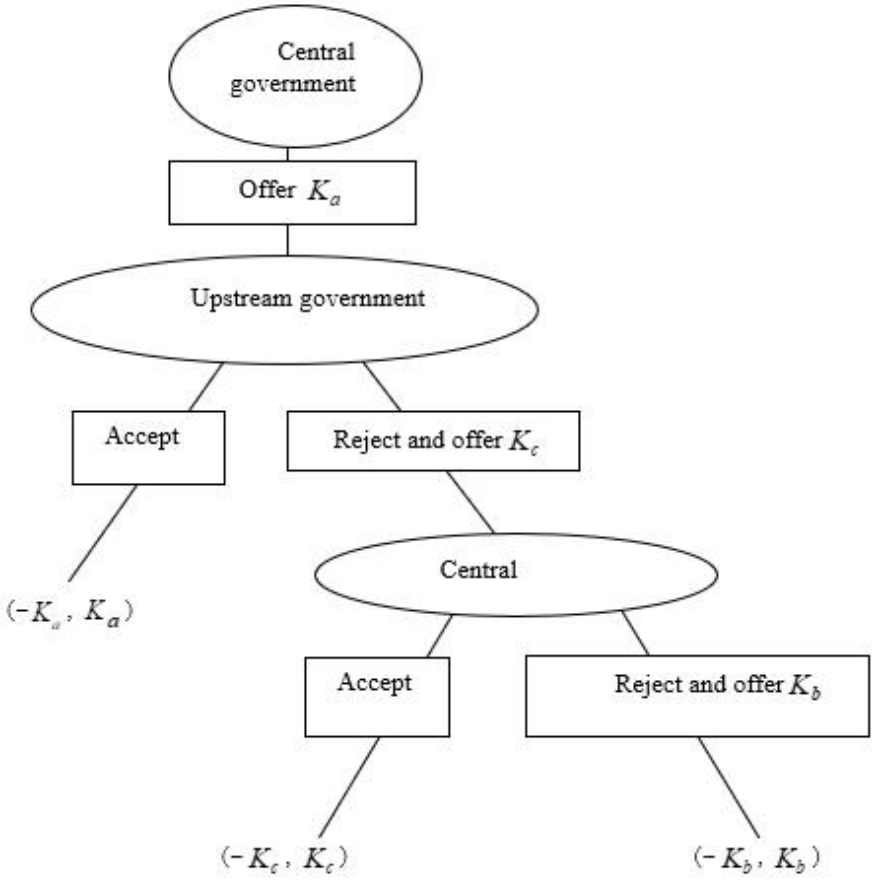 Central
government
Offer K_a
Upstream government
Accept
Reject and offer K_c
Central
(-K_a, K_a)
Accept
Reject and offer K_b
(-K_c, K_c)
(-K_b, K_b)